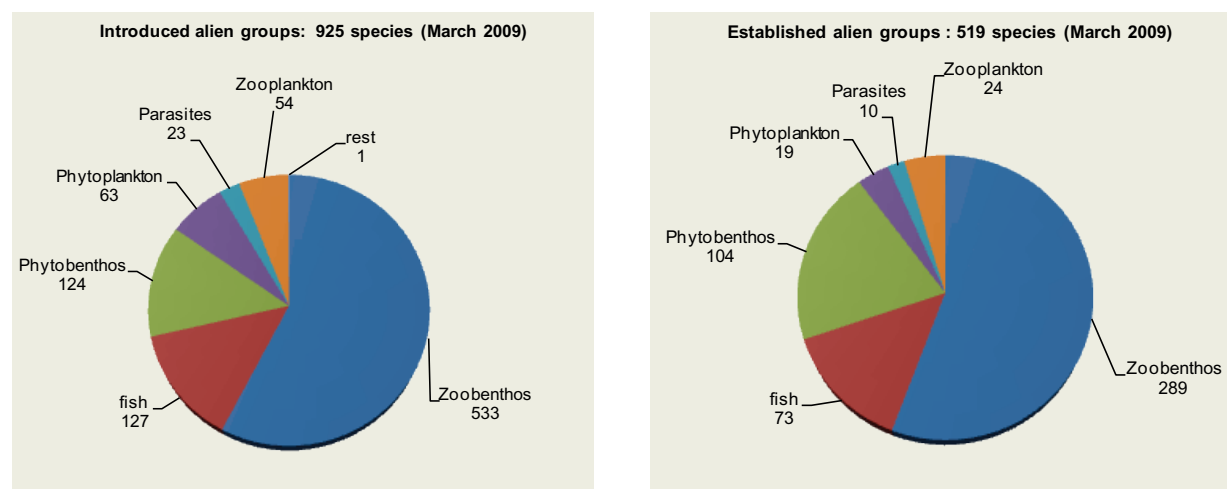 Introduced alien groups: 925 species (March 2009)
Zooplankton
54
Parasites
23
rest
1
Phytoplankton
63
Phytobenthos
124
fish
127
Zoobenthos
533
Established alien groups : 519 species (March 2009)
Zooplankton
24
Parasites
10
Phytoplankton
19
Phytobenthos
104
fish
73
Zoobenthos
289